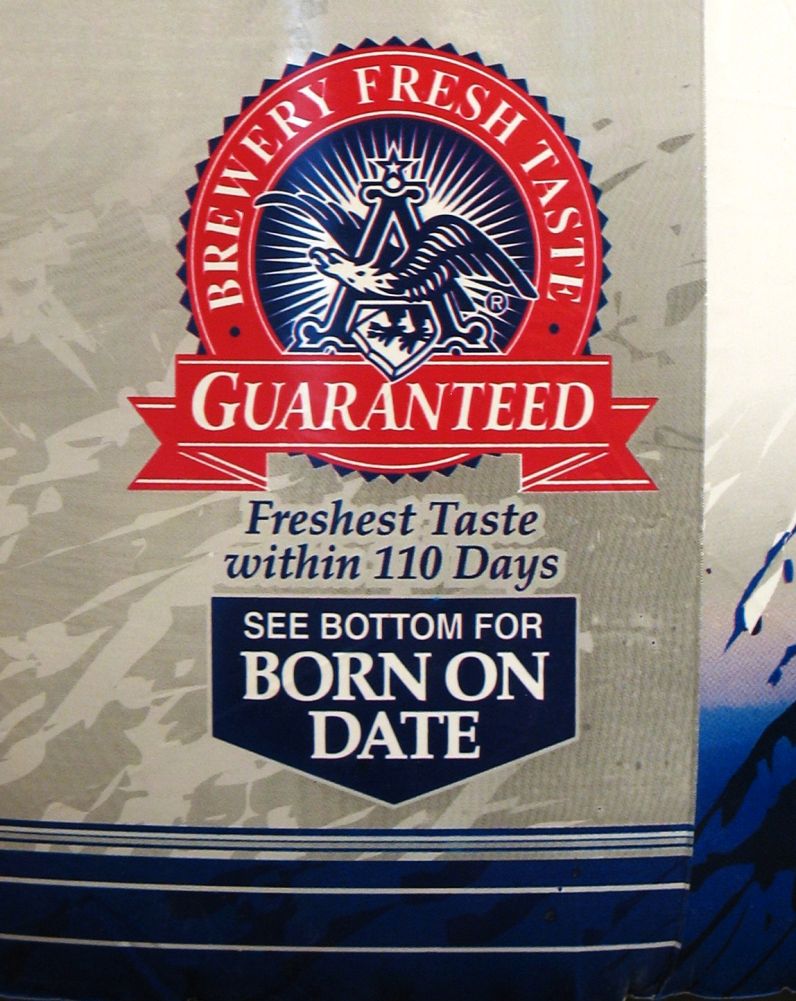 BREWERY FRESH TASTE
A
®
GUARANTEED
Freshest Taste
within 110 Days
SEE BOTTOM FOR
BORN ON
DATE